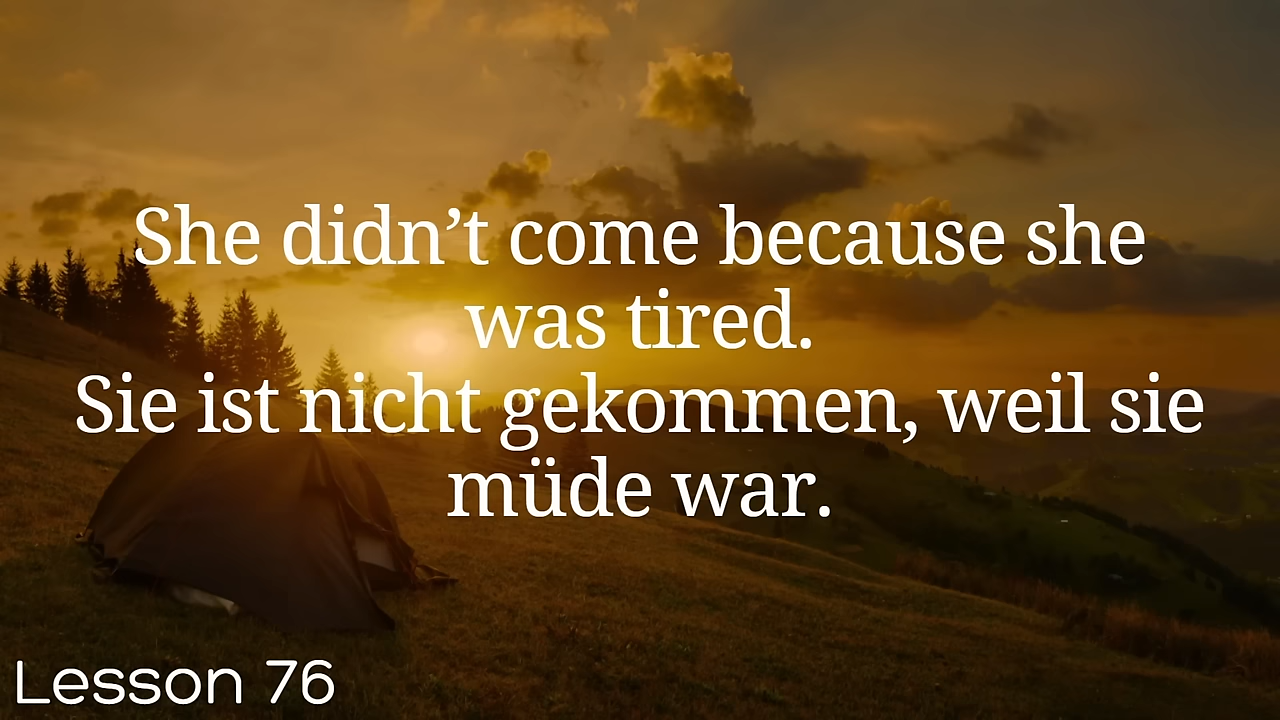 She didn’t come because she
was tired.
Sie ist nicht gekommen, weil sie
müde war.
Lesson 76